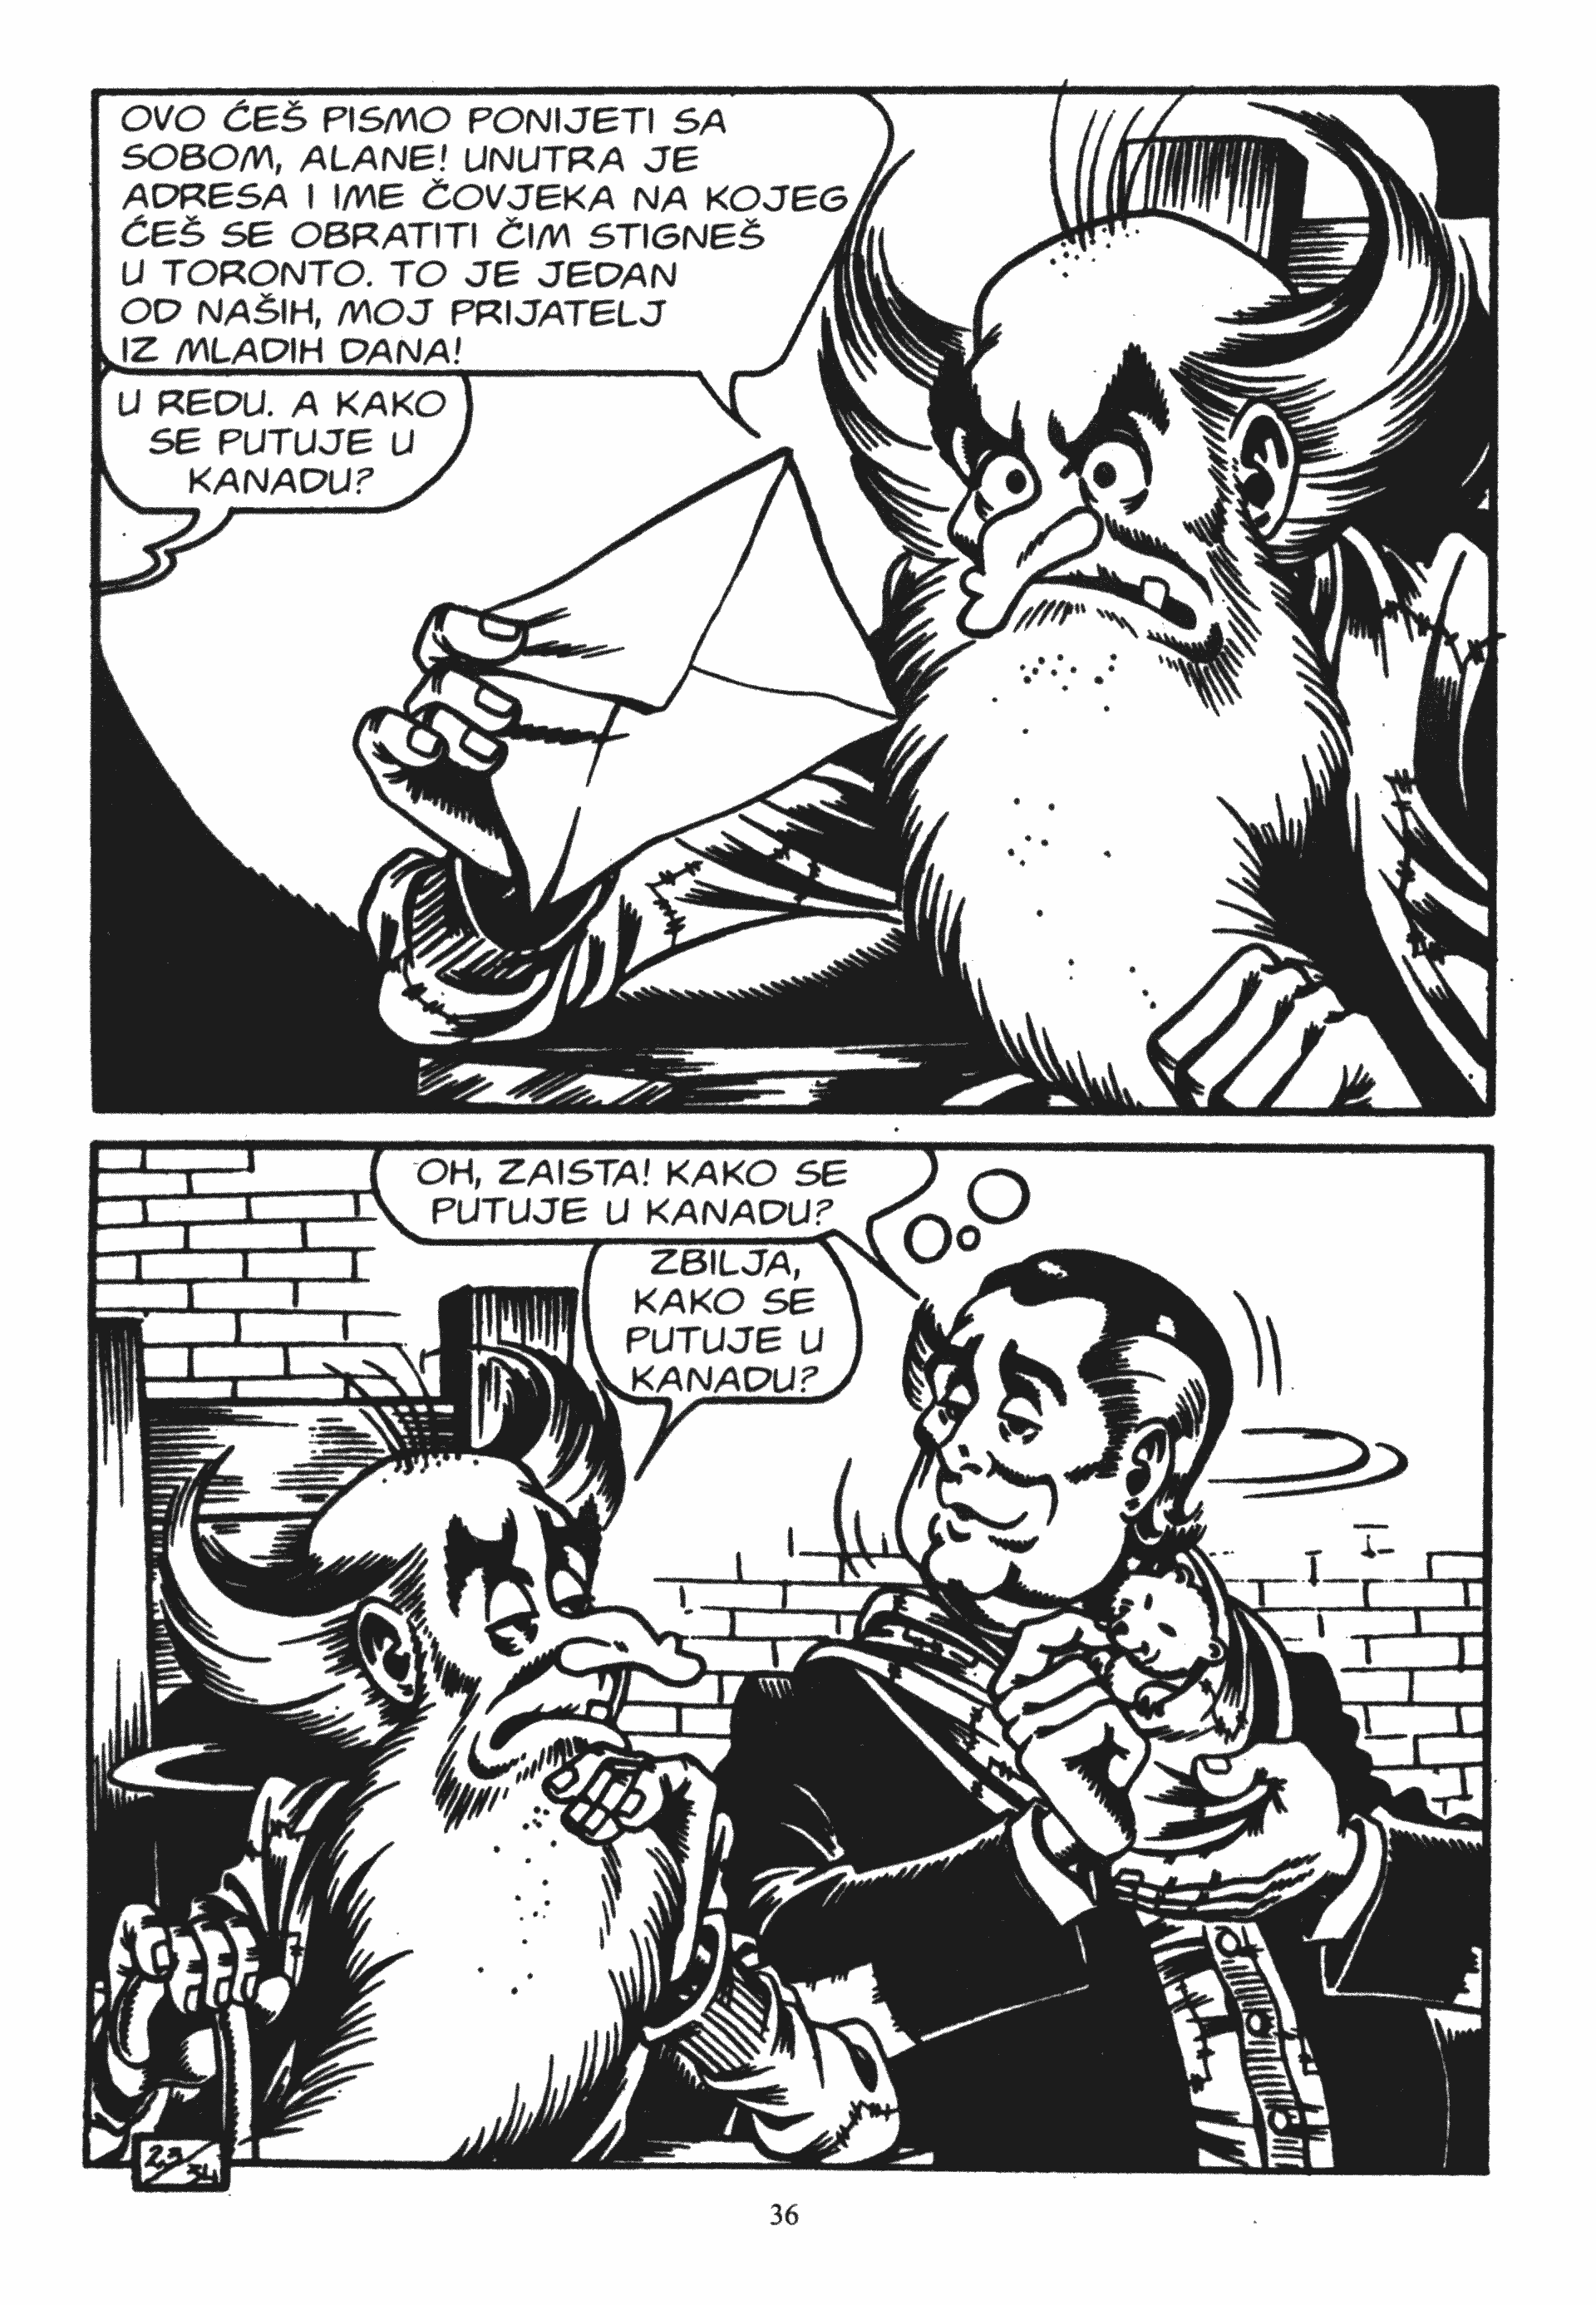 OVO ĆEŠ PISMO PONIJETI SA
SOBOM, ALANE! UNUTRA JE
ADRESA I IME ČOVJEKA NA KOJEG
ĆEŠ SE OBRATITI ČIM STIGNEŠ
U TORONTO. TO JE JEDAN
OD NAŠIH, MOJ PRIJATELJ
IZ MLADIH DANA!
U REDU. A KAKO
SE PUTUJE U
KANADU?
OH, ZAISTA! KAKO SE
PUTUJE U KANADU?
ZBILJA,
KAKO SE
PUTUJE U
KANADU?
23/34
36